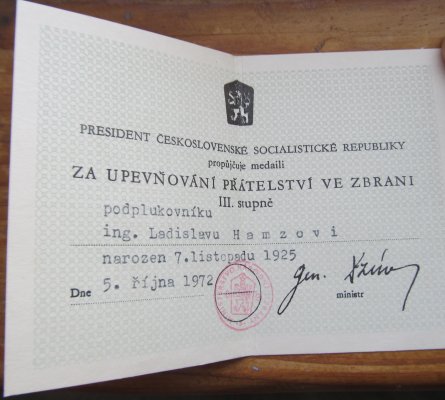 PRESIDENT ČESKOSLOVENSKÉ SOCIALISTICKÉ REPUBLIKY
propůjčuje medaili
ZA UPEVŇOVÁNÍ PŘÁTELSTVÍ VE ZBRANI
III. stupně
podplukovníku
ing. Ladislavu Hamzovi
narozen 7.listopadu 1925
Dne 5. října 1972
gen.
ministr